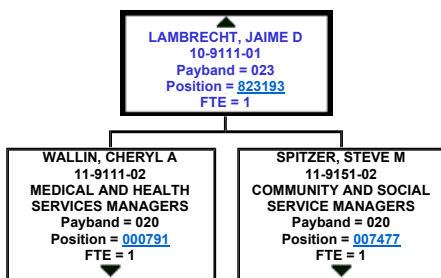 LAMBRECHT, JAIME D
10-9111-01
Payband = 023
Position = 823193
FTE = 1
WALLIN, CHERYL A
11-9111-02
MEDICAL AND HEALTH
SERVICES MANAGERS
Payband = 020
Position = 000791
FTE = 1
SPITZER, STEVE M
11-9151-02
COMMUNITY AND SOCIAL
SERVICE MANAGERS
Payband = 020
Position = 007477
FTE = 1